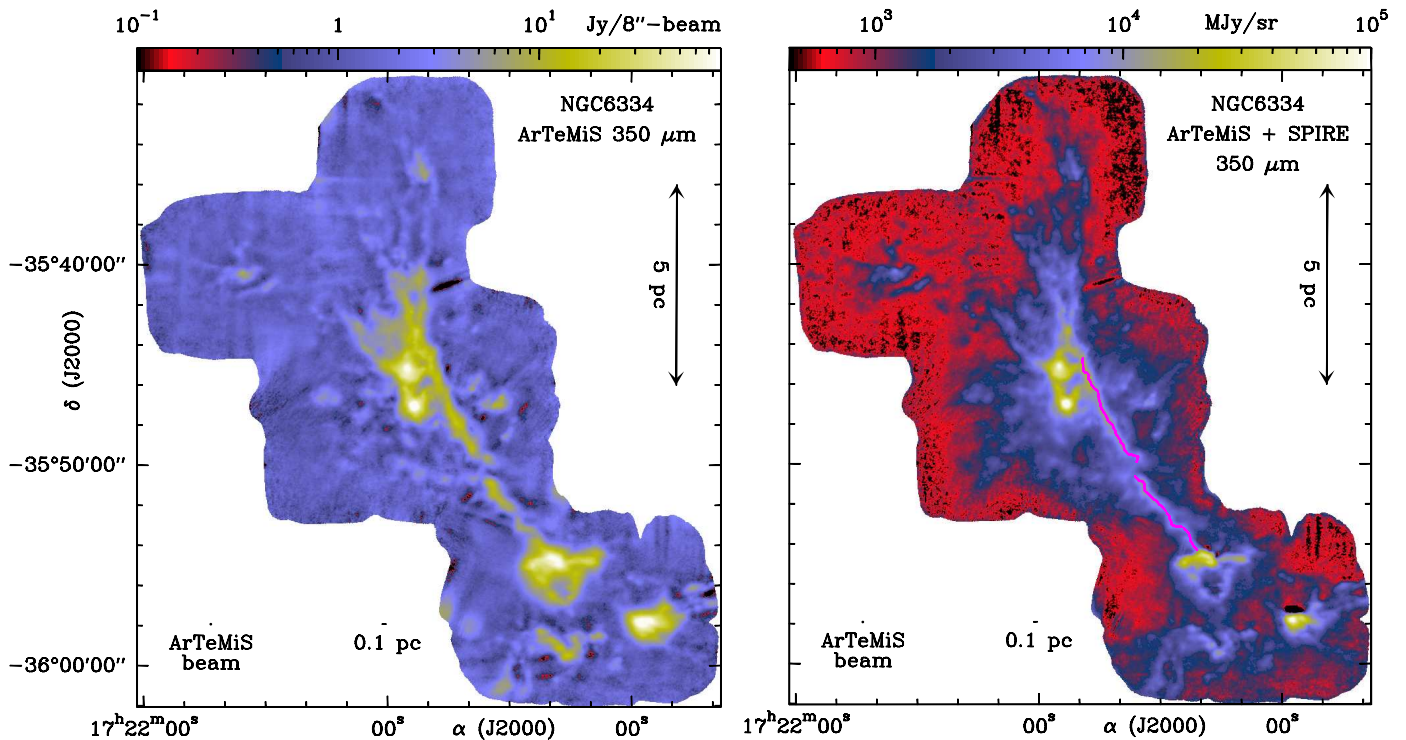 10⁻¹ 1 10¹ Jy/8″-beam
NGC6334
ArTeMiS 350 μm
5 pc
−35°40′00″
−35°50′00″
−36°00′00″
δ (J2000)
ArTeMiS
beam
0.1 pc
17ʰ22ᵐ00ˢ 00ˢ α (J2000) 00ˢ
10³ 10⁴ MJy/sr 10⁵
NGC6334
ArTeMiS + SPIRE
350 μm
5 pc
ArTeMiS
beam
0.1 pc
17ʰ22ᵐ00ˢ 00ˢ α (J2000) 00ˢ